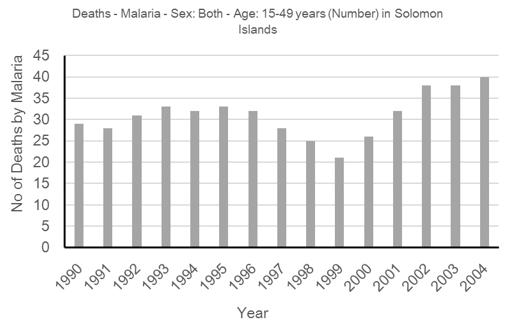 Deaths - Malaria - Sex: Both - Age: 15-49 years (Number) in Solomon
Islands
No of Deaths by Malaria
45
40
35
30
25
20
15
10
5
0
1990 1991 1992 1993 1994 1995 1996 1997 1998 1999 2000 2001 2002 2003 2004
Year